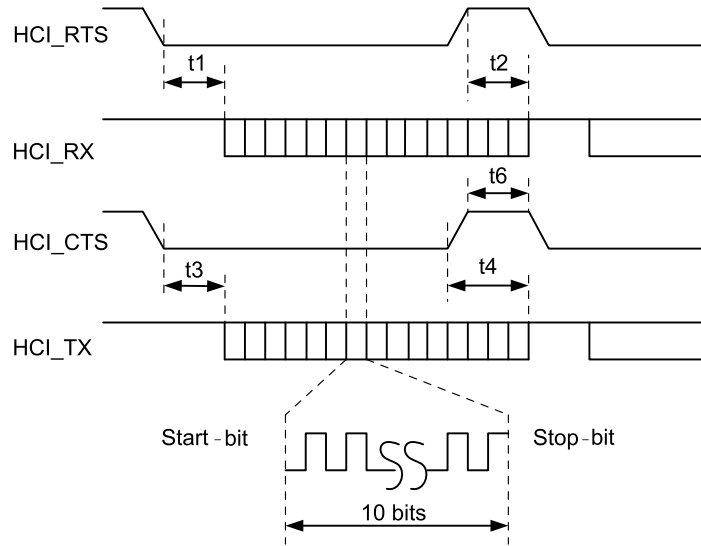 HCI_RTS
t1
t2
HCI_RX
t6
HCI_CTS
t3
t4
HCI_TX
Start-bit
Stop-bit
10 bits